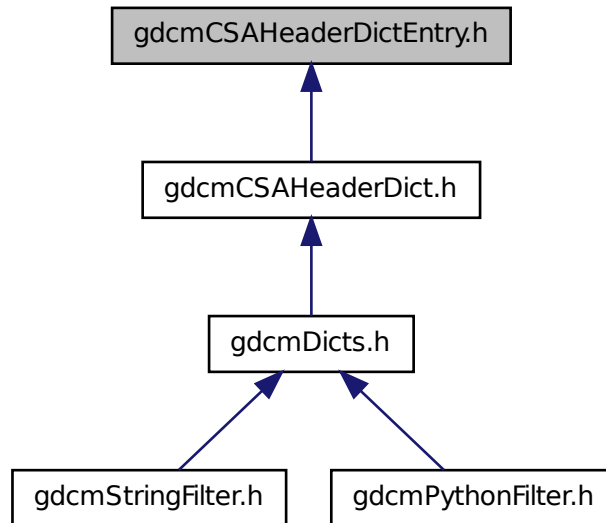 gdcmCSAHeaderDictEntry.h
gdcmCSAHeaderDict.h
gdcmDicts.h
gdcmStringFilter.h
gdcmPythonFilter.h